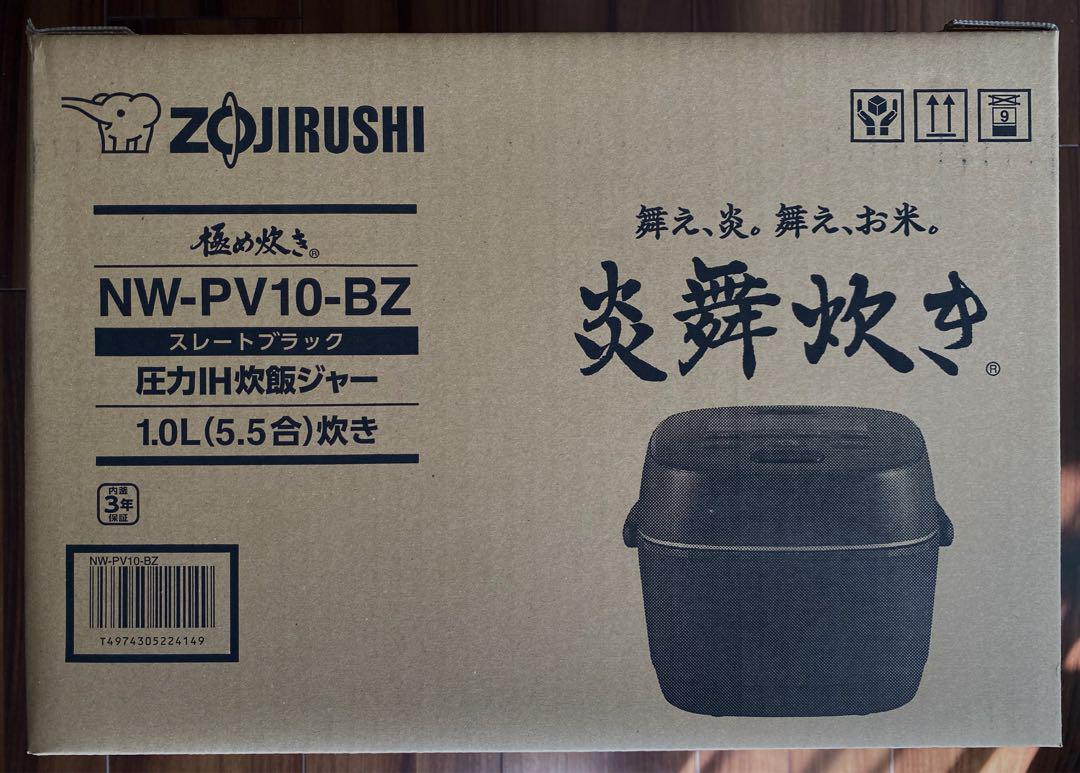 ZOJIRUSHI
極め炊き®
NW-PV10-BZ
スレートブラック
圧力IH炊飯ジャー
1.0L(5.5合)炊き
内釜
3年
保証
NW-PV10-BZ
T4974305224149
9
舞え、炎。舞え、お米。
炎舞炊き®